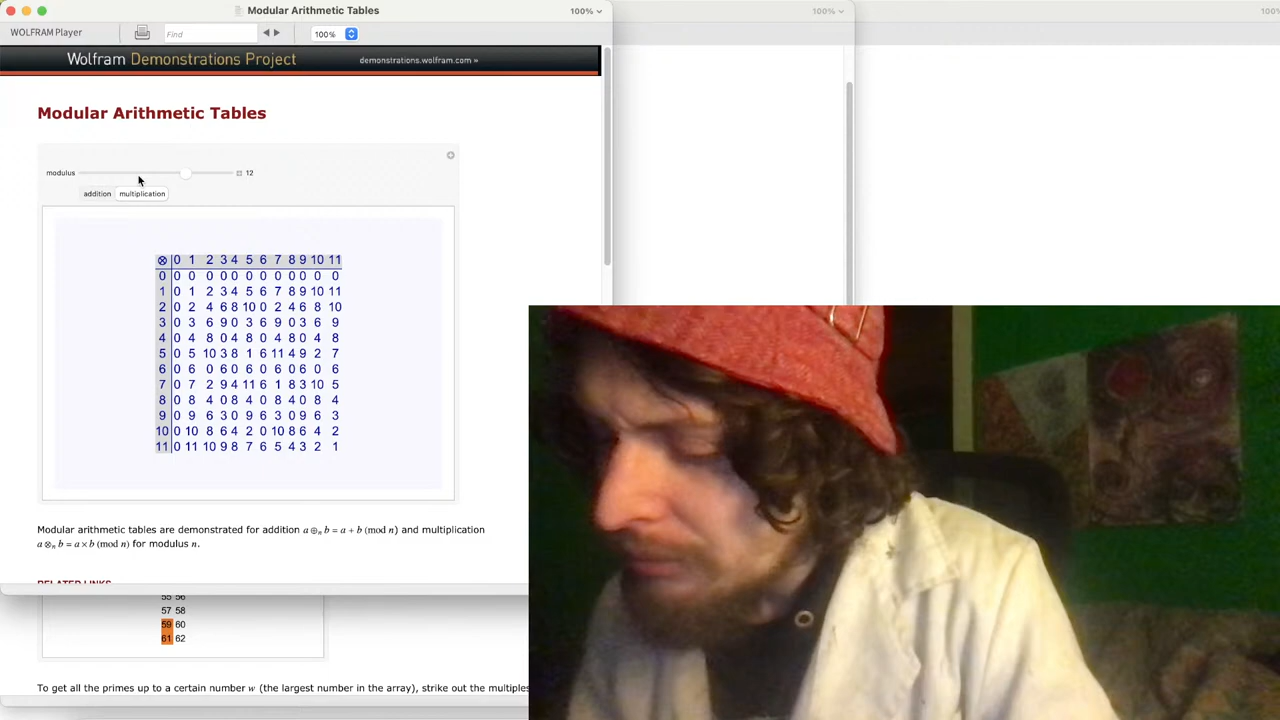 Modular Arithmetic Tables
100%
100%
100%
WOLFRAM Player
Find
100%
Wolfram Demonstrations Project
demonstrations.wolfram.com »
Modular Arithmetic Tables
modulus
12
addition
multiplication
⊗ 0 1 2 3 4 5 6 7 8 9 10 11
0 0 0 0 0 0 0 0 0 0 0 0 0
1 0 1 2 3 4 5 6 7 8 9 10 11
2 0 2 4 6 8 10 0 2 4 6 8 10
3 0 3 6 9 0 3 6 9 0 3 6 9
4 0 4 8 0 4 8 0 4 8 0 4 8
5 0 5 10 3 8 1 6 11 4 9 2 7
6 0 6 0 6 0 6 0 6 0 6 0 6
7 0 7 2 9 4 11 6 1 8 3 10 5
8 0 8 4 0 8 4 0 8 4 0 8 4
9 0 9 6 3 0 9 6 3 0 9 6 3
10 0 10 8 6 4 2 0 10 8 6 4 2
11 0 11 10 9 8 7 6 5 4 3 2 1
Modular arithmetic tables are demonstrated for addition a ⊕n b = a + b (mod n) and multiplication
a ⊗n b = a × b (mod n) for modulus n.
RELATED LINKS
55 56
57 58
59 60
61 62
To get all the primes up to a certain number w (the largest number in the array), strike out the multiples